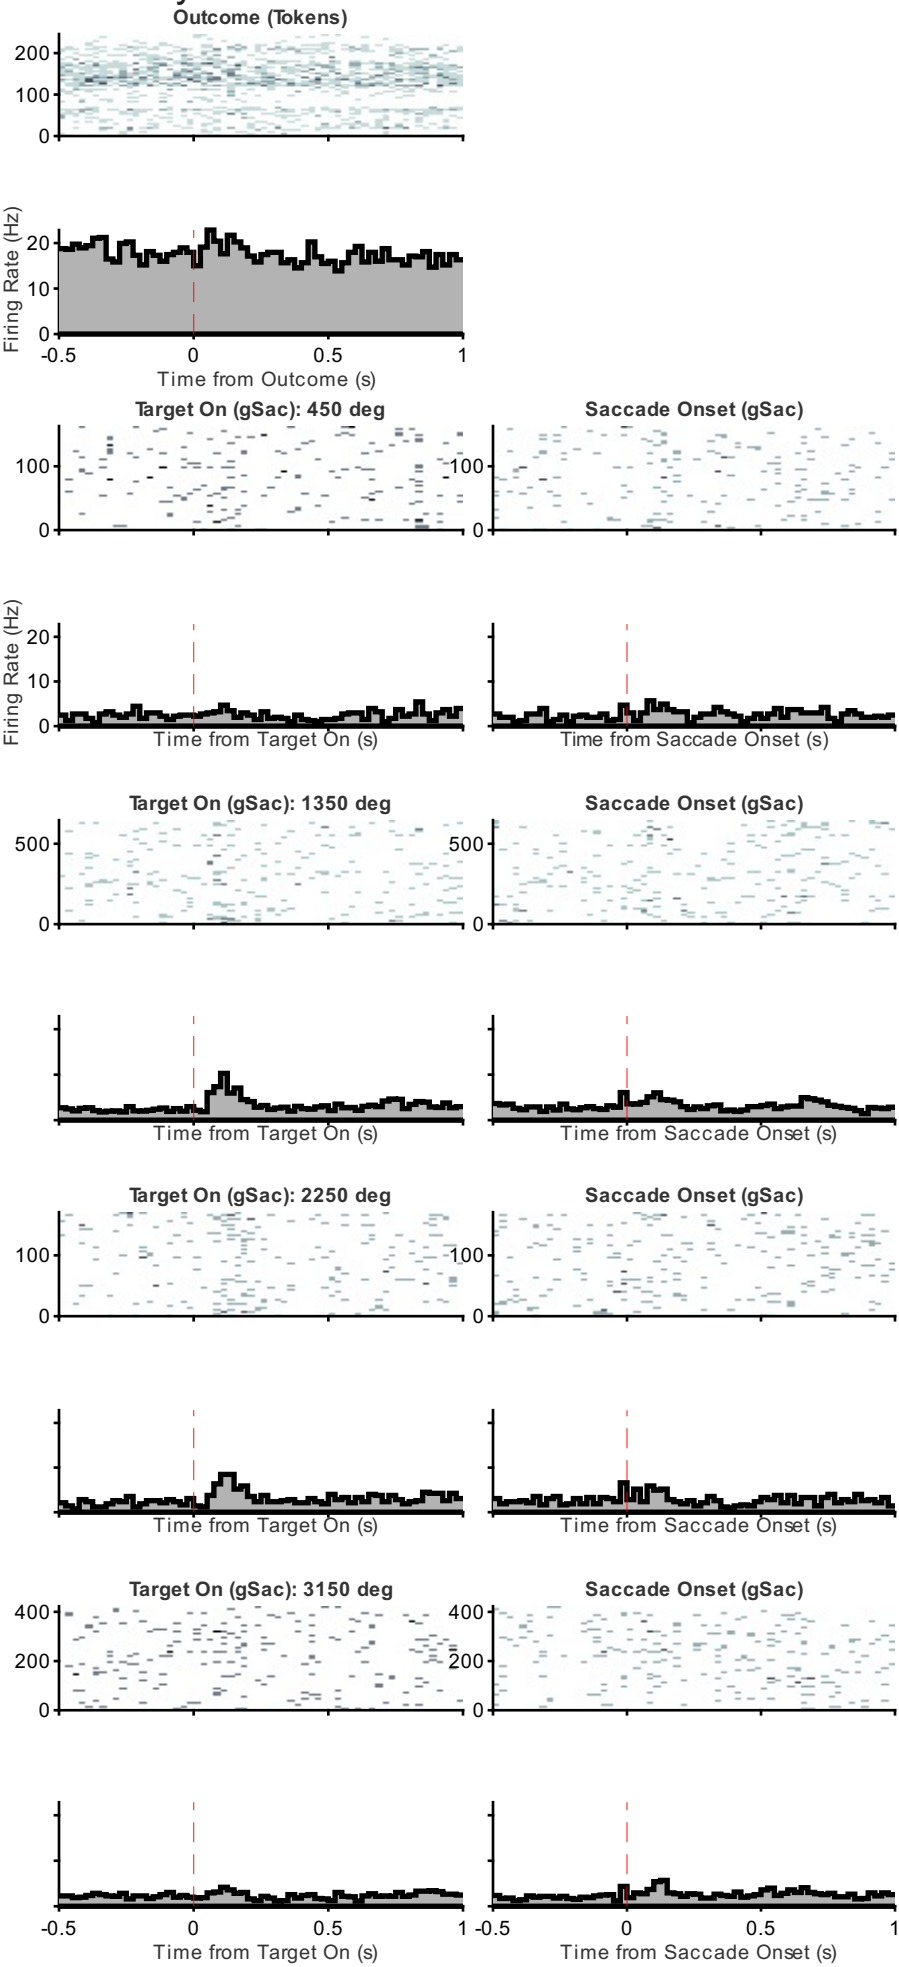 Outcome (Tokens)
200
100
0
Firing Rate (Hz)
20
10
0
-0.5 0 0.5 1
Time from Outcome (s)
Target On (gSac): 450 deg Saccade Onset (gSac)
100 100
0 0
Firing Rate (Hz)
20
10
0
Time from Target On (s) Time from Saccade Onset (s)
Target On (gSac): 1350 deg Saccade Onset (gSac)
500 500
0 0
Time from Target On (s) Time from Saccade Onset (s)
Target On (gSac): 2250 deg Saccade Onset (gSac)
100 100
0 0
Time from Target On (s) Time from Saccade Onset (s)
Target On (gSac): 3150 deg Saccade Onset (gSac)
400 400
200 200
0 0
-0.5 0 0.5 1 -0.5 0 0.5 1
Time from Target On (s) Time from Saccade Onset (s)